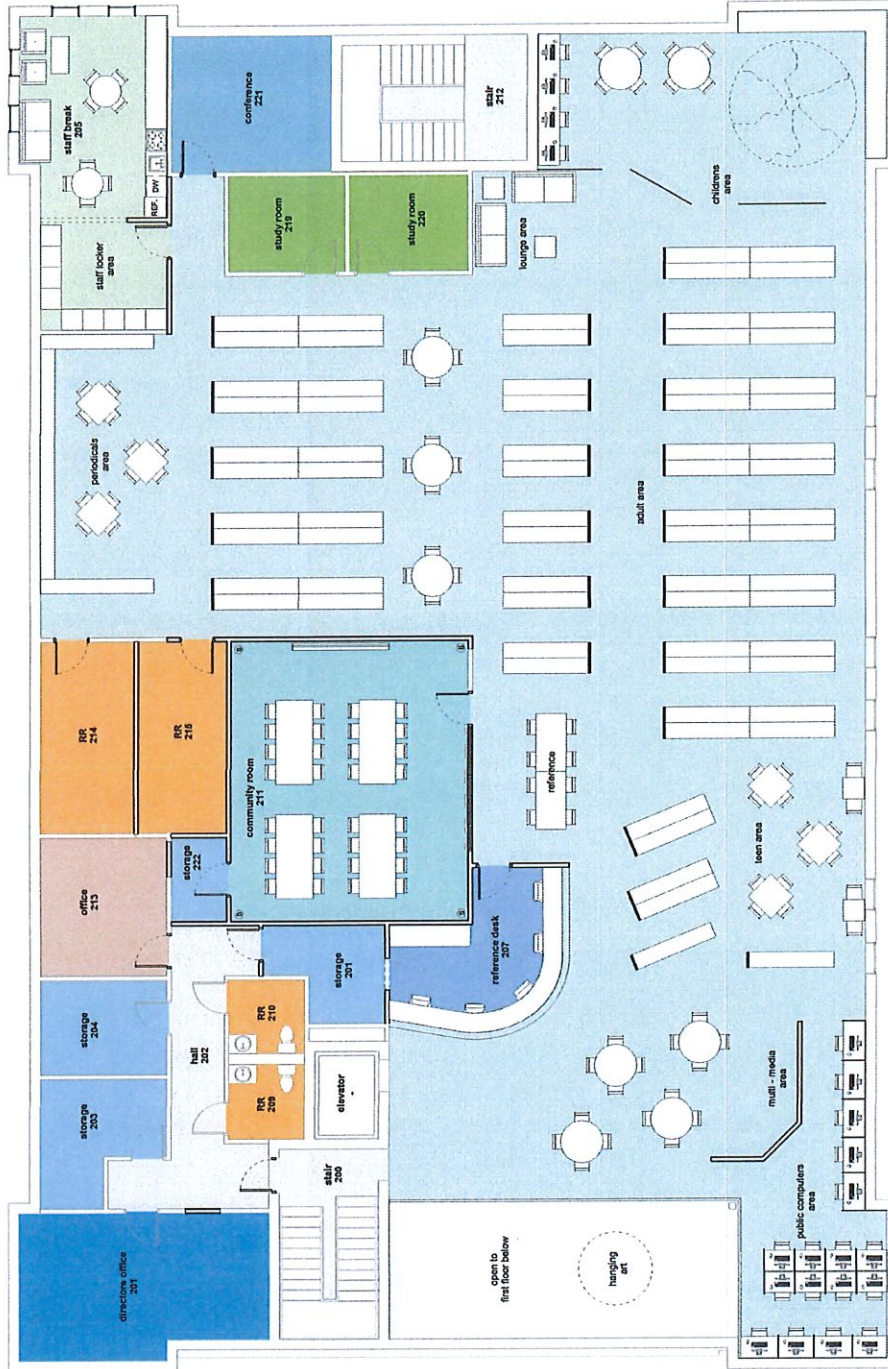 directors office
201
storage
203
storage
204
office
213
RR
214
RR
215
periodicals
area
staff locker
area
staff break
205
REF.
DW
hall
202
storage
222
conference
221
stair
200
RR
209
RR
210
storage
201
community room
211
study room
219
study room
220
elevator
stair
212
open to
first floor below
hanging
art
reference desk
207
reference
lounge area
adult area
childrens
area
public computers
area
multi - media
area
teen area